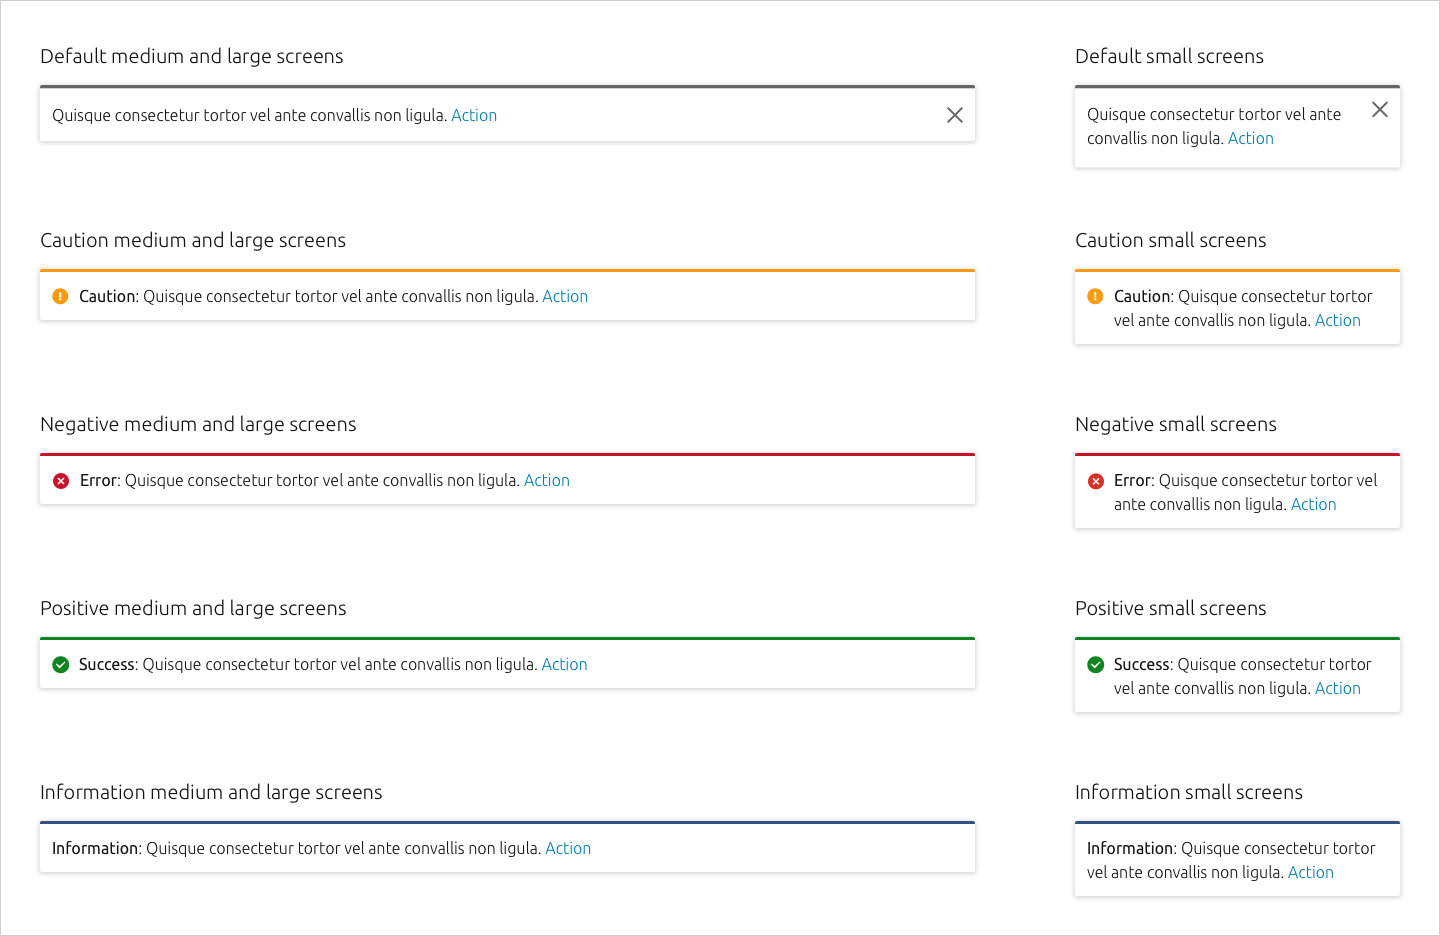 Default medium and large screens
Quisque consectetur tortor vel ante convallis non ligula. Action
Default small screens
Quisque consectetur tortor vel ante
convallis non ligula. Action
Caution medium and large screens
Caution: Quisque consectetur tortor vel ante convallis non ligula. Action
Caution small screens
Caution: Quisque consectetur tortor
vel ante convallis non ligula. Action
Negative medium and large screens
Error: Quisque consectetur tortor vel ante convallis non ligula. Action
Negative small screens
Error: Quisque consectetur tortor vel
ante convallis non ligula. Action
Positive medium and large screens
Success: Quisque consectetur tortor vel ante convallis non ligula. Action
Positive small screens
Success: Quisque consectetur tortor
vel ante convallis non ligula. Action
Information medium and large screens
Information: Quisque consectetur tortor vel ante convallis non ligula. Action
Information small screens
Information: Quisque consectetur tortor
vel ante convallis non ligula. Action